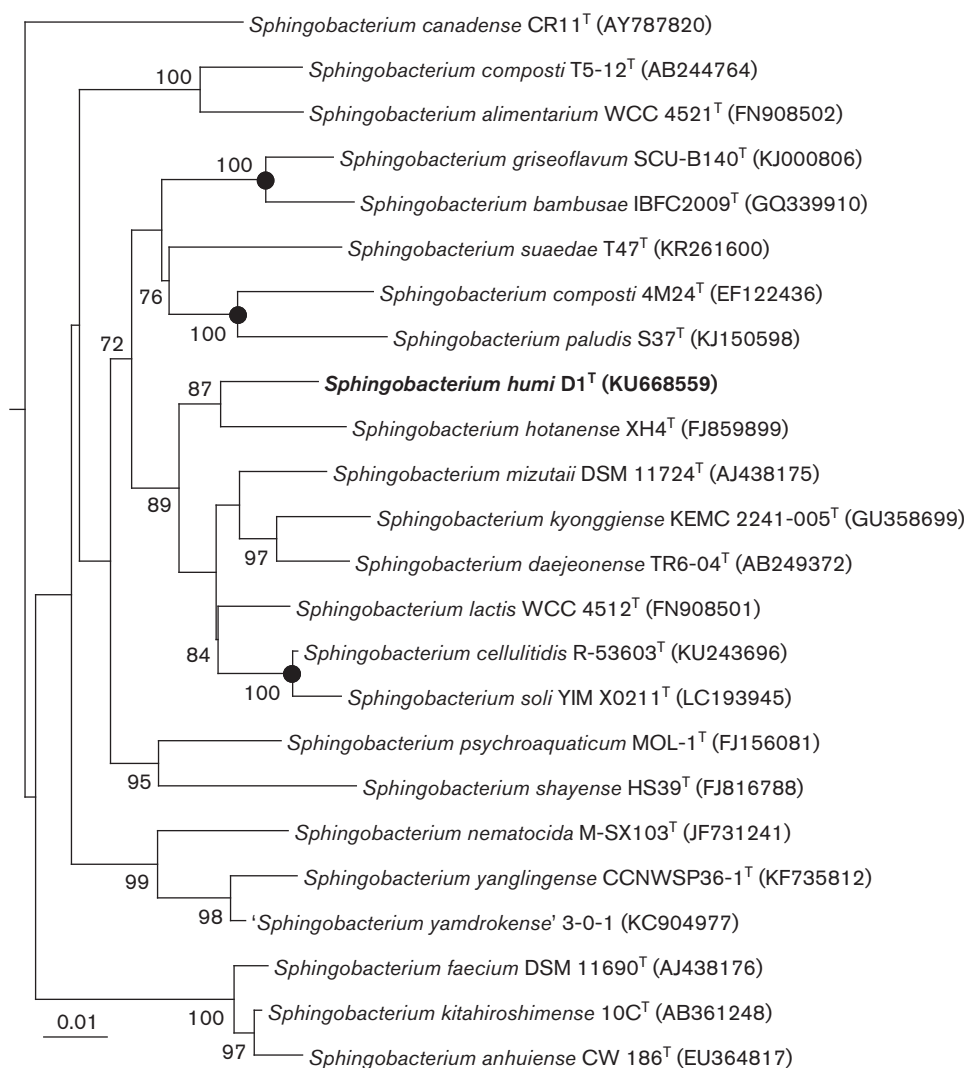 Sphingobacterium canadense CR11T (AY787820)
Sphingobacterium composti T5-12T (AB244764)
100
Sphingobacterium alimentarium WCC 4521T (FN908502)
Sphingobacterium griseoflavum SCU-B140T (KJ000806)
100
Sphingobacterium bambusae IBFC2009T (GQ339910)
Sphingobacterium suaedae T47T (KR261600)
76
Sphingobacterium composti 4M24T (EF122436)
100
Sphingobacterium paludis S37T (KJ150598)
72
Sphingobacterium humi D1T (KU668559)
87
Sphingobacterium hotanense XH4T (FJ859899)
Sphingobacterium mizutaii DSM 11724T (AJ438175)
89
Sphingobacterium kyonggiense KEMC 2241-005T (GU358699)
97
Sphingobacterium daejeonense TR6-04T (AB249372)
Sphingobacterium lactis WCC 4512T (FN908501)
84
Sphingobacterium cellulitidis R-53603T (KU243696)
100
Sphingobacterium soli YIM X0211T (LC193945)
Sphingobacterium psychroaquaticum MOL-1T (FJ156081)
95
Sphingobacterium shayense HS39T (FJ816788)
Sphingobacterium nematocida M-SX103T (JF731241)
99
Sphingobacterium yanglingense CCNWSP36-1T (KF735812)
98
‘Sphingobacterium yamdrokense’ 3-0-1 (KC904977)
Sphingobacterium faecium DSM 11690T (AJ438176)
100
Sphingobacterium kitahiroshimense 10CT (AB361248)
97
Sphingobacterium anhuiense CW 186T (EU364817)
0.01